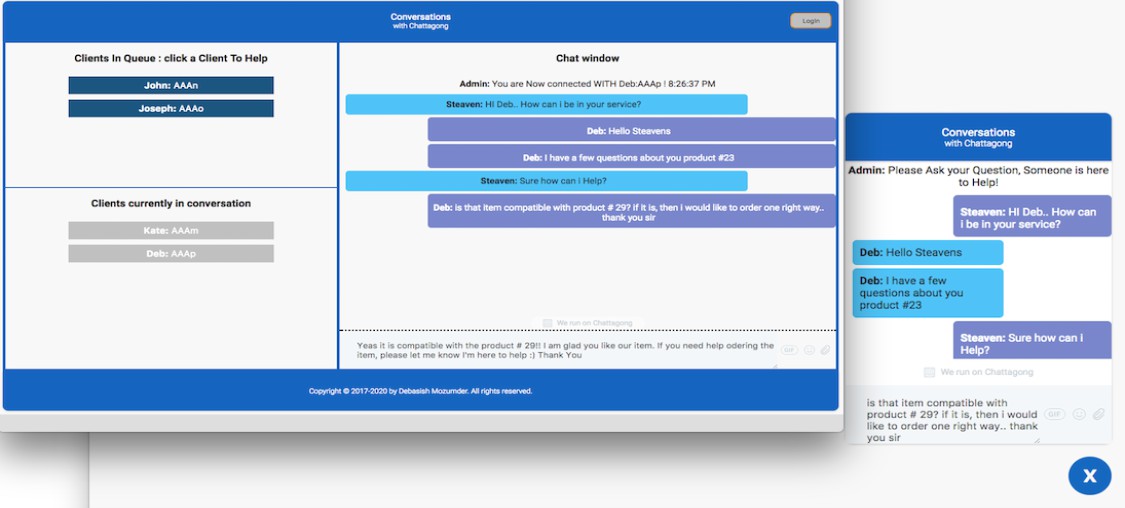 Conversations
with Chattagong
Login
Clients In Queue : click a Client To Help
John: AAAn
Joseph: AAAo
Clients currently in conversation
Kate: AAAm
Deb: AAAp
Chat window
Admin: You are Now connected WITH Deb:AAAp ! 8:26:37 PM
Steaven: HI Deb.. How can i be in your service?
Deb: Hello Steavens
Deb: I have a few questions about you product #23
Steaven: Sure how can i Help?
Deb: is that item compatible with product # 29? if it is, then i would like to order one right way..
thank you sir
We run on Chattagong
Yeas it is compatible with the product # 29!! I am glad you like our item. If you need help odering the
item, please let me know I'm here to help :) Thank You
GIF
Copyright © 2017-2020 by Debasish Mozumder. All rights reserved.
Conversations
with Chattagong
Admin: Please Ask your Question, Someone is here
to Help!
Steaven: HI Deb.. How can
i be in your service?
Deb: Hello Steavens
Deb: I have a few
questions about you
product #23
Steaven: Sure how can i
Help?
We run on Chattagong
is that item compatible with
product # 29? if it is, then i would
like to order one right way.. thank
you sir
GIF
X